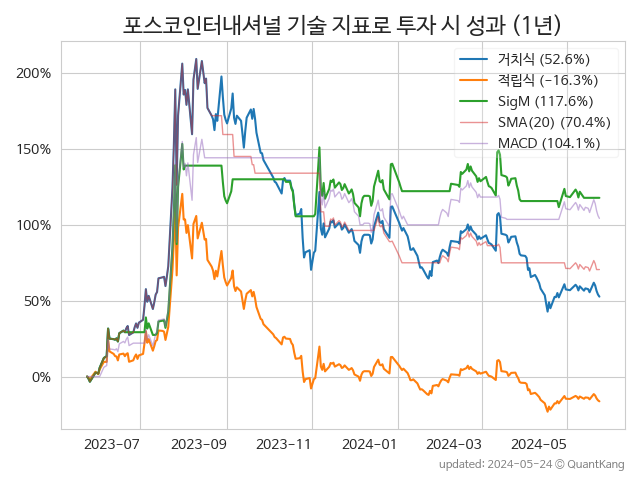 포스코인터내셔널 기술 지표로 투자 시 성과 (1년)
거치식 (52.6%)
적립식 (−16.3%)
SigM (117.6%)
SMA(20) (70.4%)
MACD (104.1%)
200%
150%
100%
50%
0%
2023-07 2023-09 2023-11 2024-01 2024-03 2024-05
updated: 2024-05-24 © QuantKang